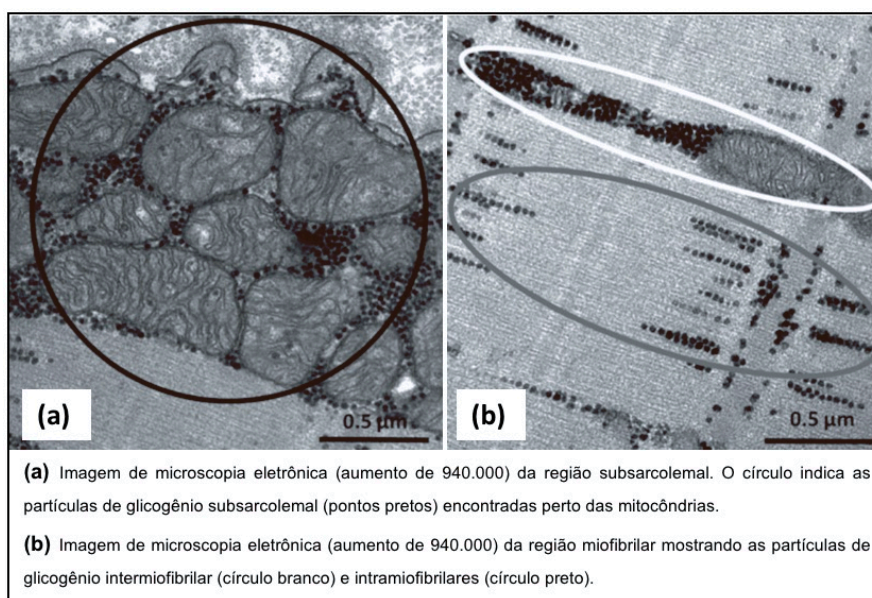 (a)
0.5 µm
(b)
0.5 µm
(a) Imagem de microscopia eletrônica (aumento de 940.000) da região subsarcolemal. O círculo indica as
partículas de glicogênio subsarcolemal (pontos pretos) encontradas perto das mitocôndrias.
(b) Imagem de microscopia eletrônica (aumento de 940.000) da região miofibrilar mostrando as partículas de
glicogênio intermiofibrilar (círculo branco) e intramiofibrilares (círculo preto).